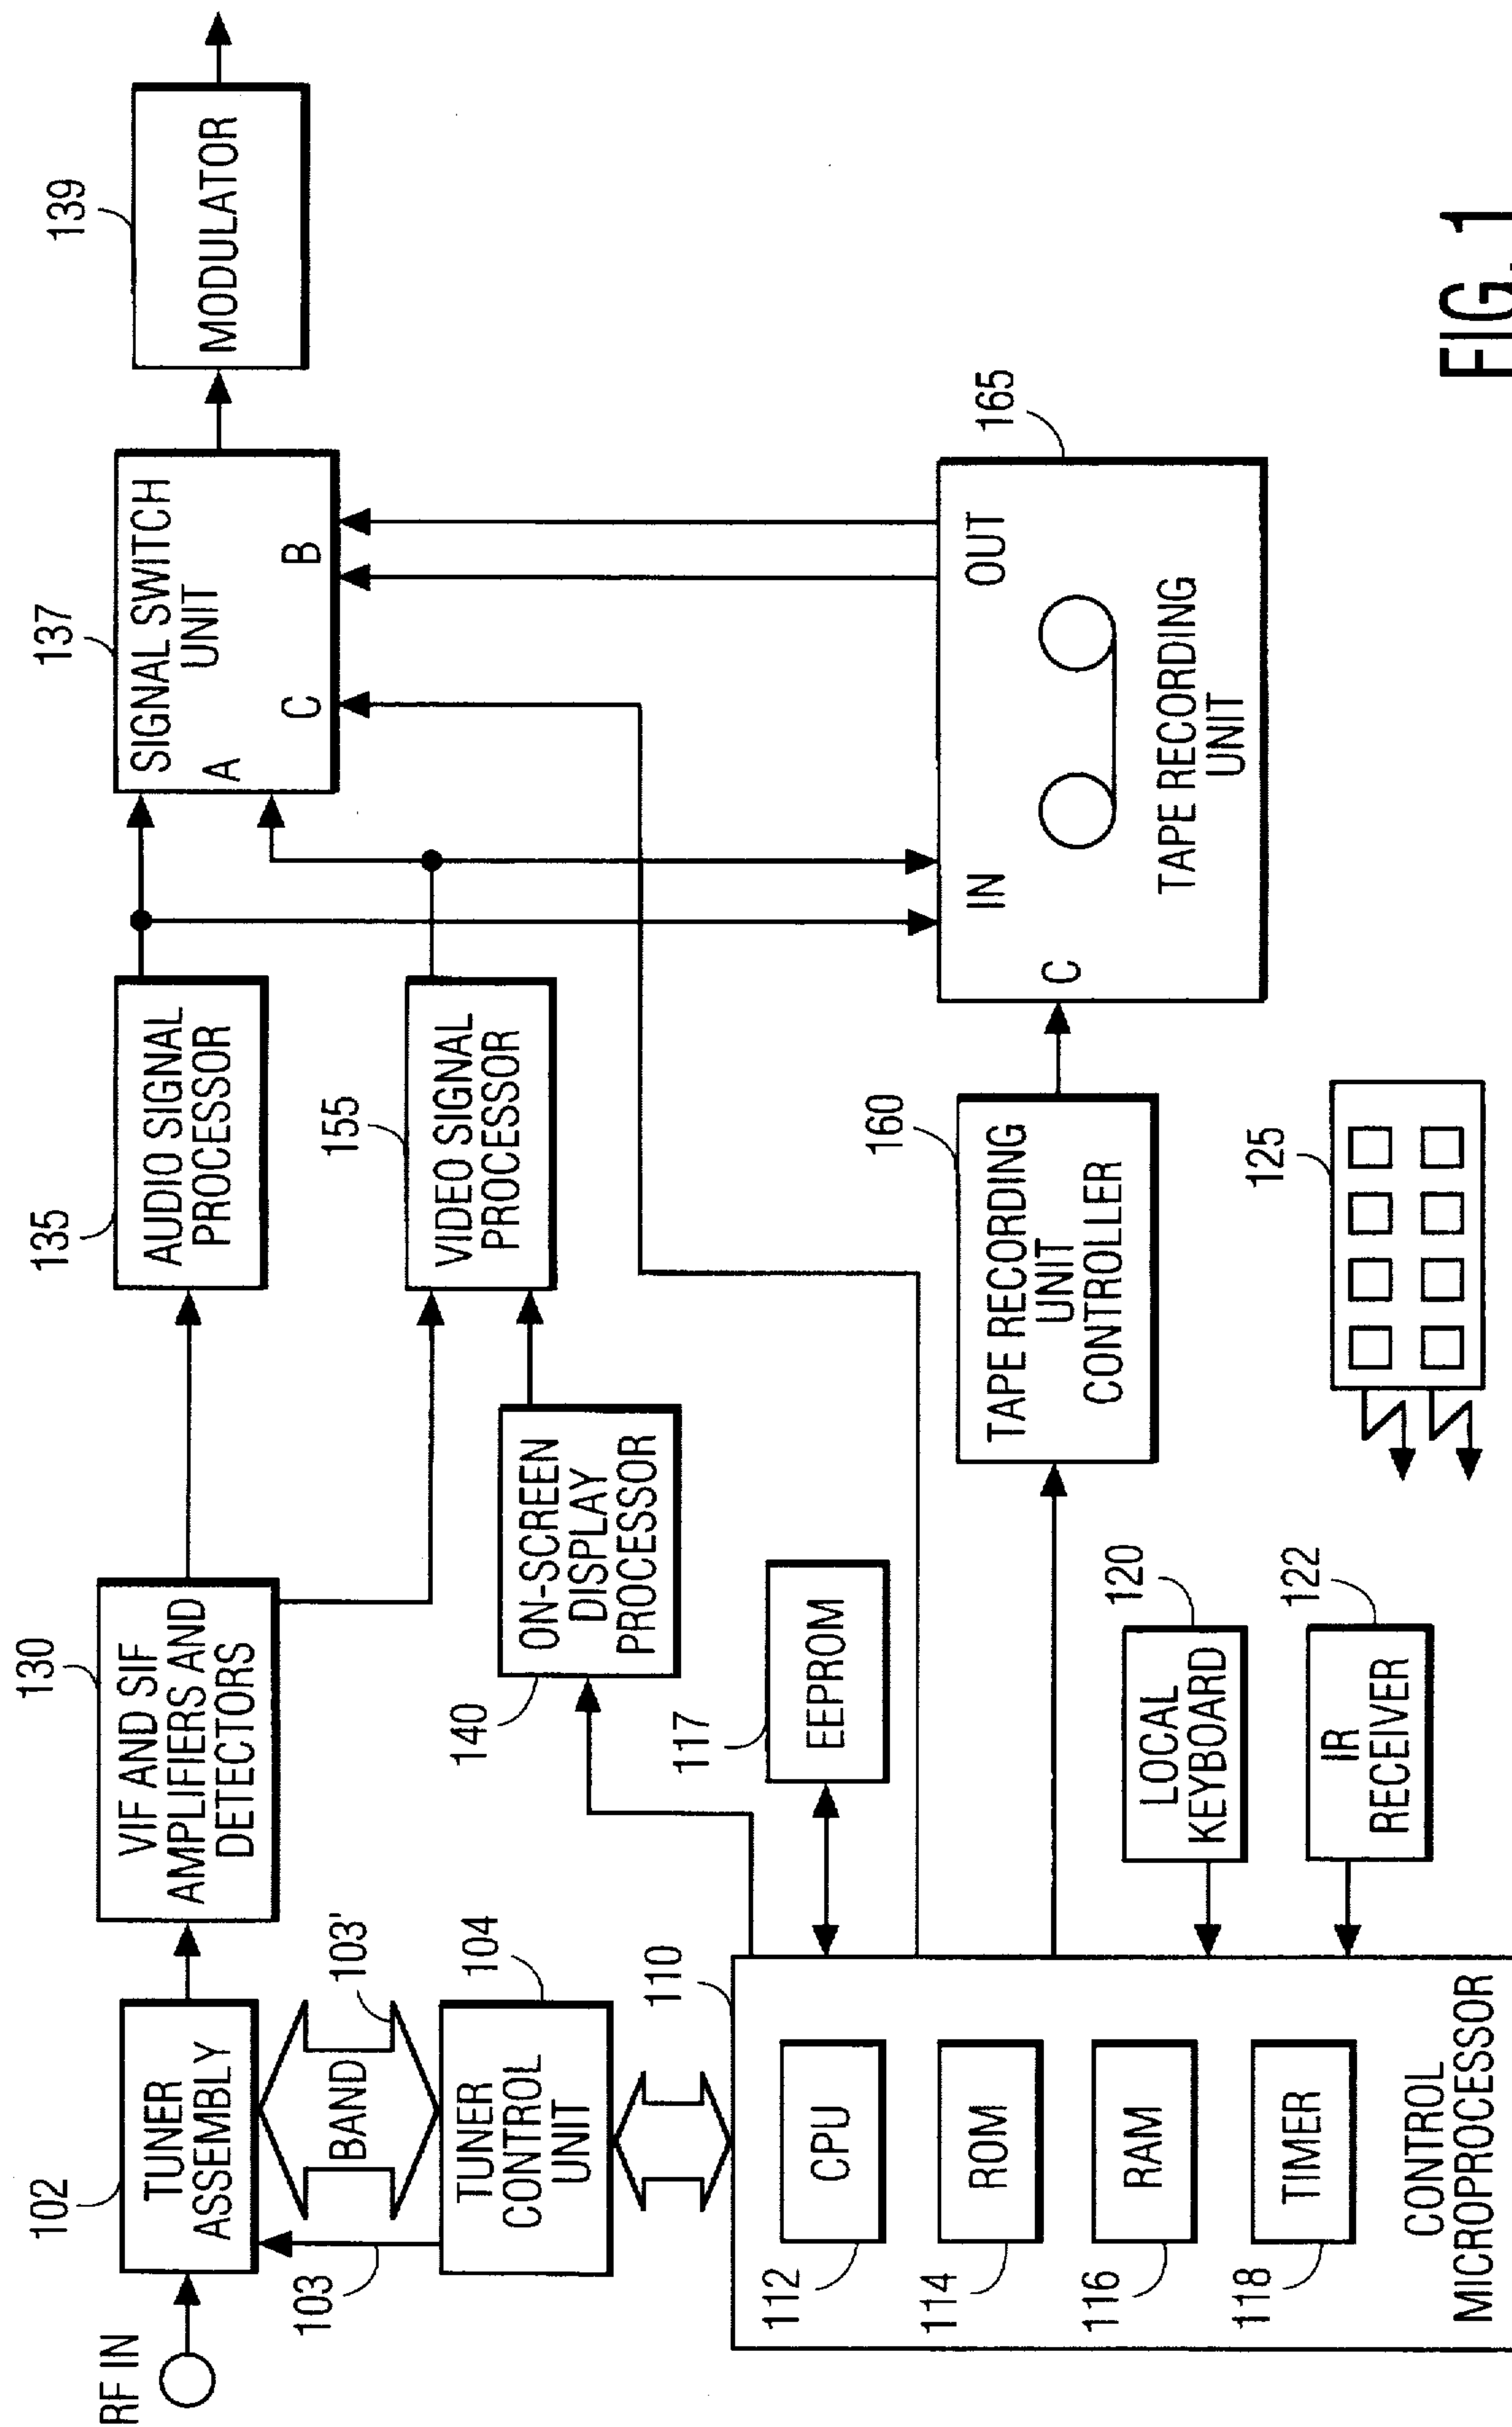 RF IN
102
TUNER
ASSEMBLY
103
BAND
103'
104
TUNER
CONTROL
UNIT
130
VIF AND SIF
AMPLIFIERS AND
DETECTORS
135
AUDIO SIGNAL
PROCESSOR
155
VIDEO SIGNAL
PROCESSOR
140
ON-SCREEN
DISPLAY
PROCESSOR
137
SIGNAL SWITCH
UNIT
A
C
B
139
MODULATOR
110
112
CPU
114
ROM
116
RAM
118
TIMER
CONTROL
MICROPROCESSOR
117
EEPROM
120
LOCAL
KEYBOARD
122
IR
RECEIVER
125
160
TAPE RECORDING
UNIT
CONTROLLER
165
IN
OUT
C
TAPE RECORDING
UNIT
FIG. 1